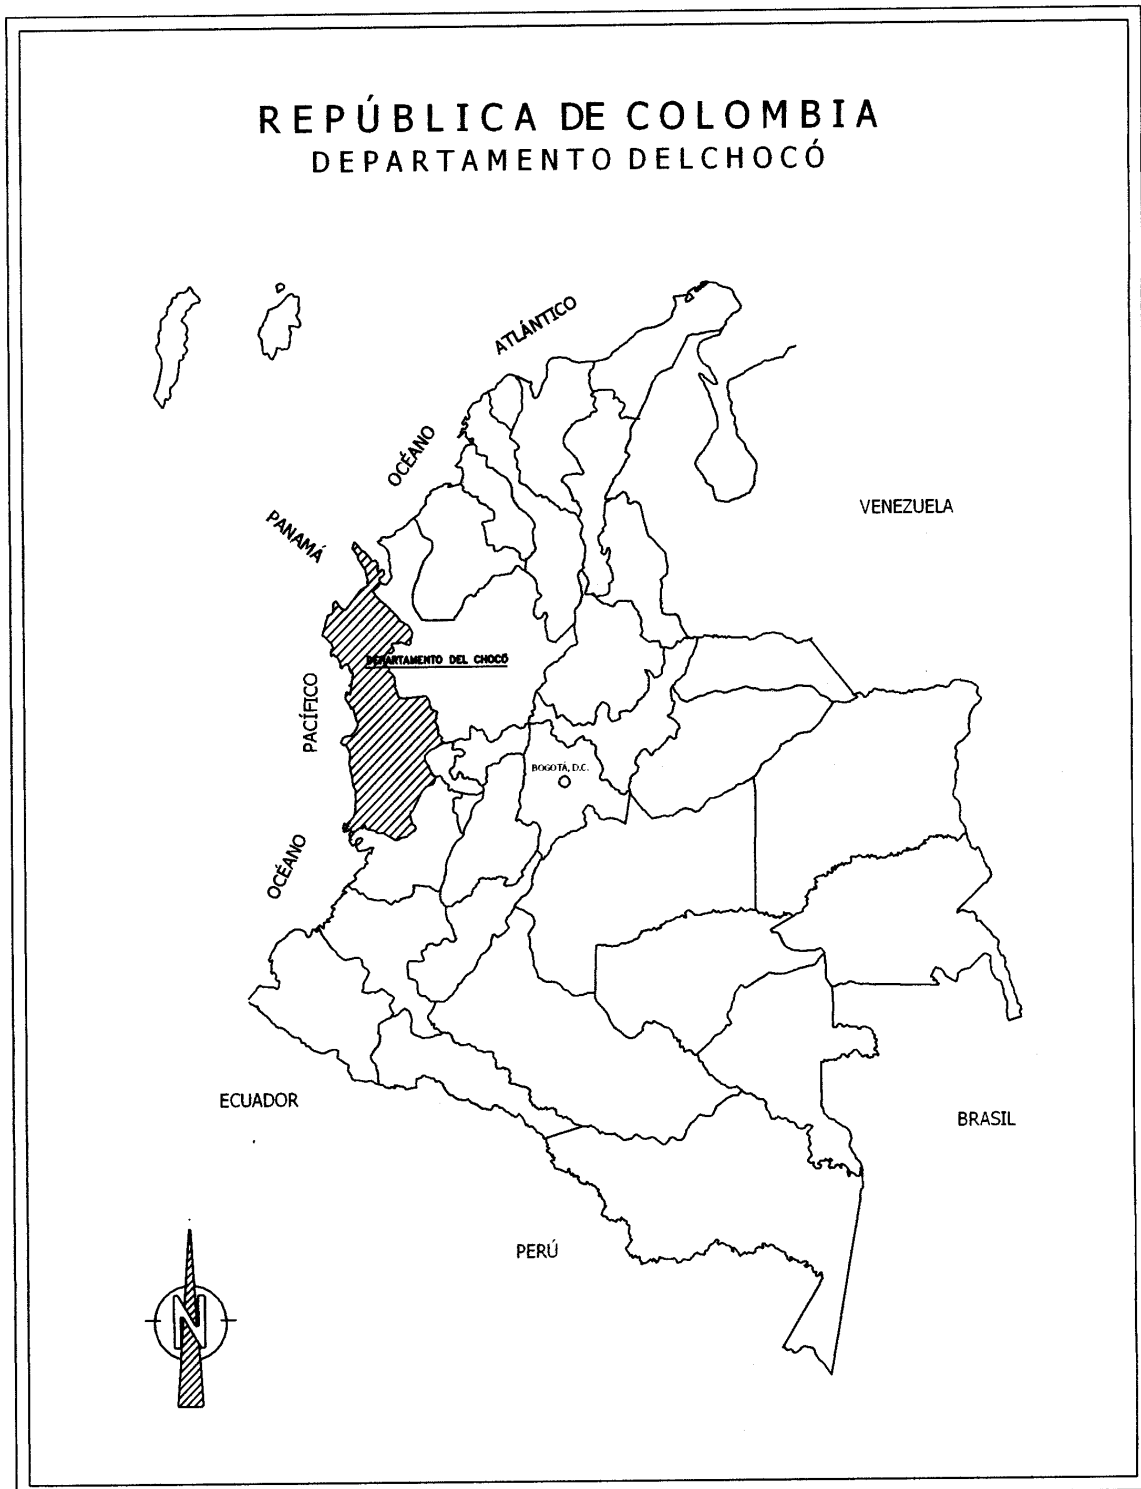 REPÚBLICA DE COLOMBIA
DEPARTAMENTO DELCHOCÓ
ATLÁNTICO
OCÉANO
VENEZUELA
PANAMÁ
DEPARTAMENTO DEL CHOCÓ
PACÍFICO
BOGOTÁ, D.C.
OCÉANO
ECUADOR
BRASIL
PERÚ
N